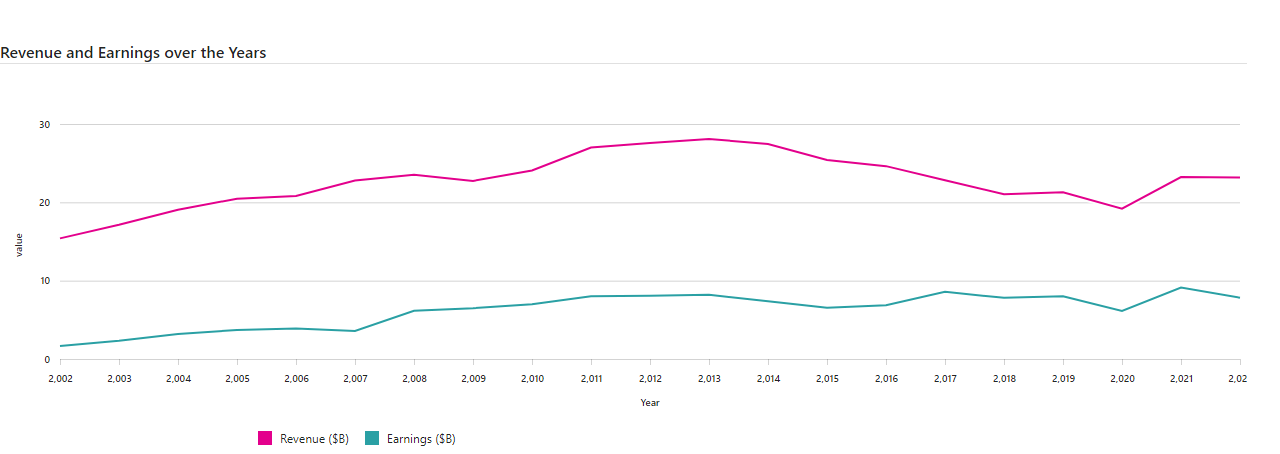 Revenue and Earnings over the Years
30
20
10
0
value
2,002 2,003 2,004 2,005 2,006 2,007 2,008 2,009 2,010 2,011 2,012 2,013 2,014 2,015 2,016 2,017 2,018 2,019 2,020 2,021 2,02
Year
Revenue ($B) Earnings ($B)